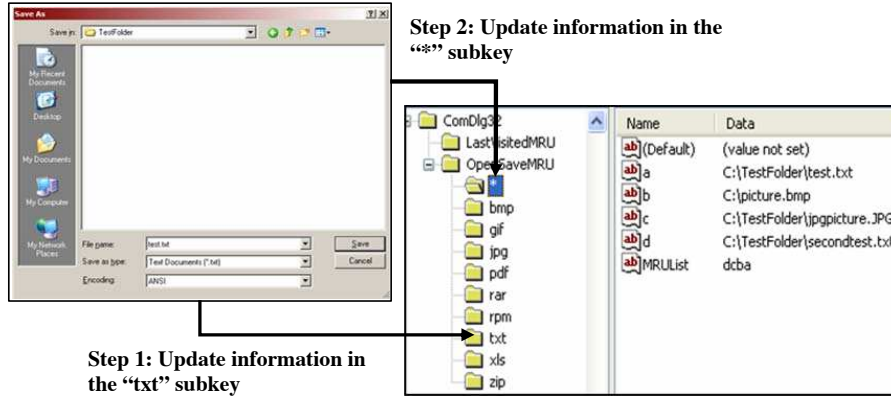 Save As
Save in: TestFolder
My Recent
Documents
Desktop
My Documents
My Computer
My Network
Places
File name: test.txt Save
Save as type: Text Documents (*.txt) Cancel
Encoding: ANSI
Step 2: Update information in the
“*” subkey
ComDlg32
LastVisitedMRU
OpenSaveMRU
*
bmp
gif
jpg
pdf
rar
rpm
txt
xls
zip
Name Data
(Default) (value not set)
a C:\TestFolder\test.txt
b C:\picture.bmp
c C:\TestFolder\jpgpicture.JPG
d C:\TestFolder\secondtest.txt
MRUList dcba
Step 1: Update information in
the “txt” subkey